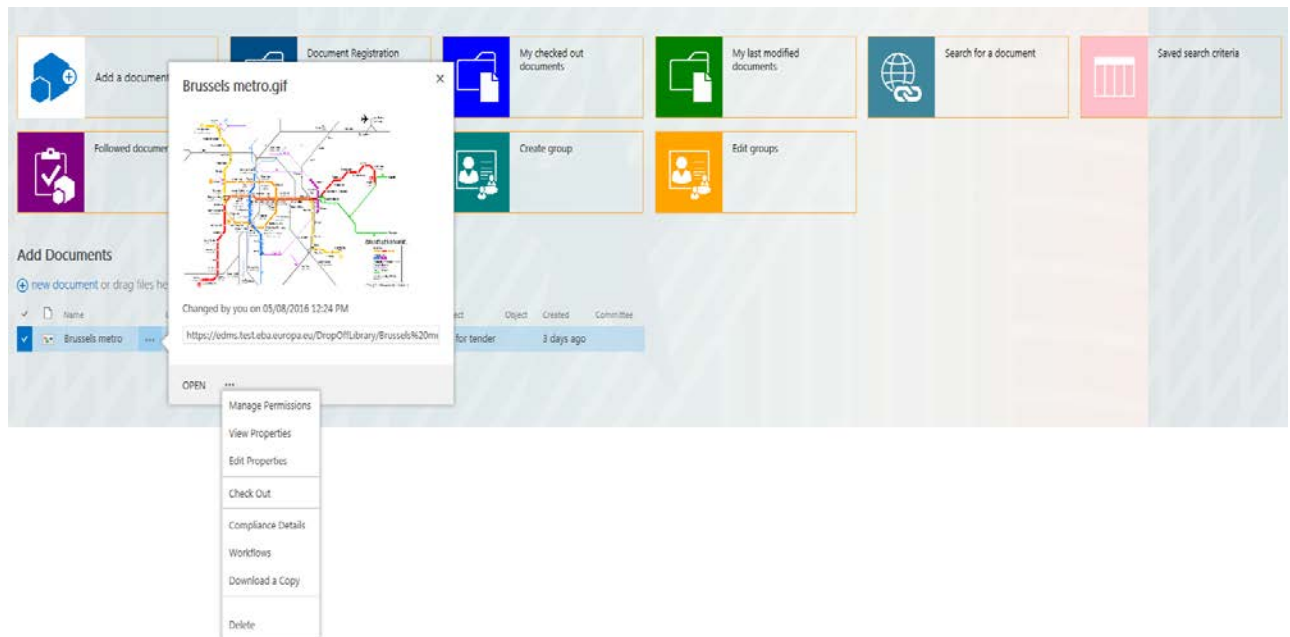 Add a document
Document Registration
My checked out
documents
My last modified
documents
Search for a document
Saved search criteria
Followed documen
Create group
Edit groups
Brussels metro.gif
Changed by you on 05/08/2016 12:24 PM
https://edms.test.eba.europa.eu/DropOffLibrary/Brussels%20me
OPEN ...
Manage Permissions
View Properties
Edit Properties
Check Out
Compliance Details
Workflows
Download a Copy
Delete
Add Documents
new document or drag files he
Name Object Created Committee
Brussels metro ... for tender 3 days ago